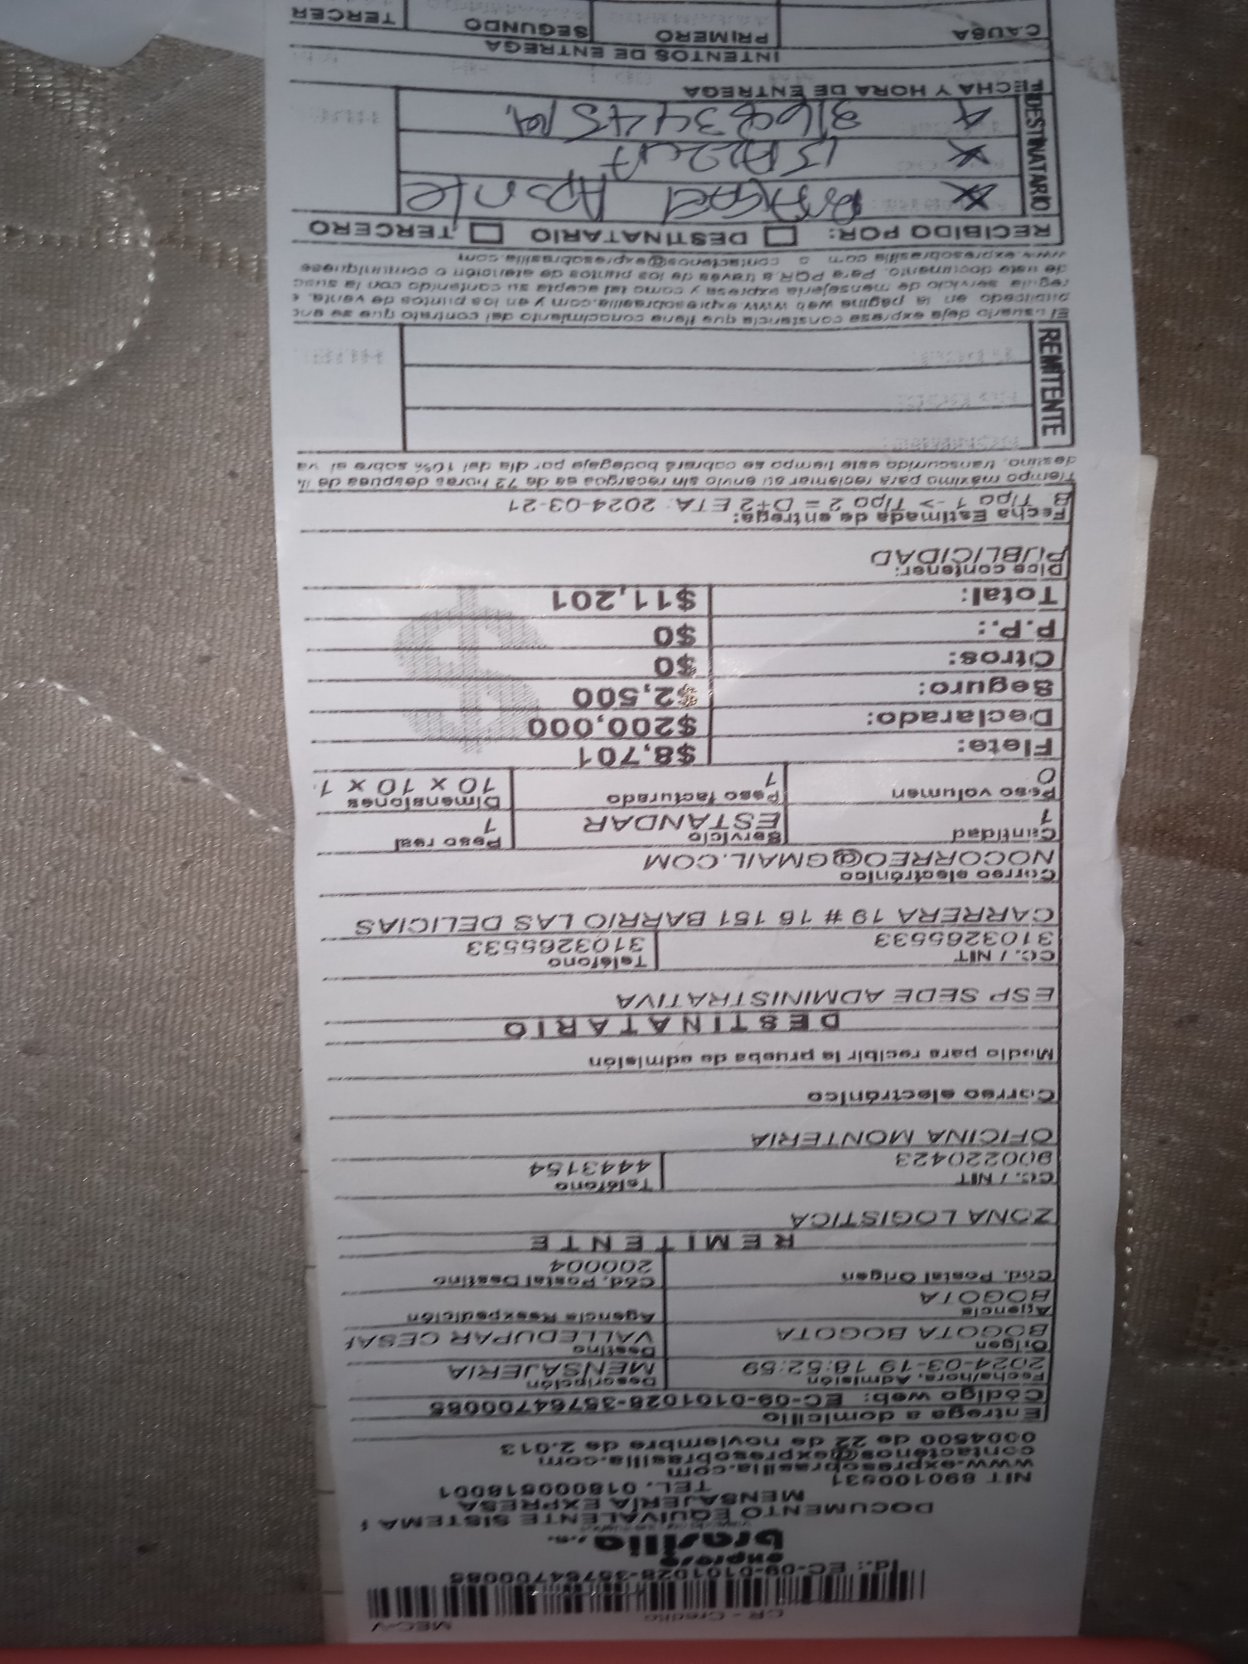 MEC-V
CR - Credito
Id.: EC-09-0101028-35764700085
expreso
brasilia s.a.
DOCUMENTO EQUIVALENTE SISTEMA
MENSAJERÍA EXPRESA
NIT 890100531 TEL. 018000518001
www.expresobrasilia.com
contactenos@expresobrasilia.com
0004500 de 22 de noviembre de 2.013
Entrega a domicilio
Código web: EC-09-0101028-35764700085
Fecha/hora. Admisión Descripción
2024-03-19 18:52:59 MENSAJERIA
Origen Destino
BOGOTA BOGOTA VALLEDUPAR CESAR
Agencia Agencia Reexpedición
BOGOTA
Cód. Postal Origen Cód. Postal Destino
200004
REMITENTE
ZONA LOGISTICA
CC. / NIT Teléfono
900220423 4443154
OFICINA MONTERIA
Correo electrónico
Medio para recibir la prueba de admisión
DESTINATARIO
ESP SEDE ADMINISTRATIVA
CC. / NIT Teléfono
3103265533 3103265533
CARRERA 19 # 16 151 BARRIO LAS DELICIAS
Correo electrónico
NOCORREO@GMAIL.COM
Cantidad Servicio Peso real
1 ESTANDAR 1
Peso volumen Peso facturado Dimensiones
0 1 10 x 10 x 1
Flete: $8,701
Declarado: $200,000
Seguro: $2,500
Otros: $0
P.P.: $0
Total: $11,201
Dice contener:
PUBLICIDAD
Fecha Estimada de entrega:
B. Tipo 1 -> Tipo 2 = D+2 ETA: 2024-03-21
Tiempo máximo para reclamar su envío sin recargos es de 72 horas después de
destino, transcurrido este tiempo se cobrará bodegaje por día del 10% sobre el va
REMITENTE
El usuario deja expresa constancia que tiene conocimiento del contrato que se enc
publicado en la página web www.expresobrasilia.com y en los puntos de venta,
regula servicio de mensajería expresa y como tal acepta su contenido con la susc
de este documento. Para PQR a través de los puntos de atención o comuníquese
www.expresobrasilia.com o contactenos@expresobrasilia.com
RECIBIDO POR: DESTINATARIO TERCERO
DESTINATARIO
Aponte
FECHA Y HORA DE ENTREGA
INTENTOS DE ENTREGA
CAUSA PRIMERO SEGUNDO TERCER